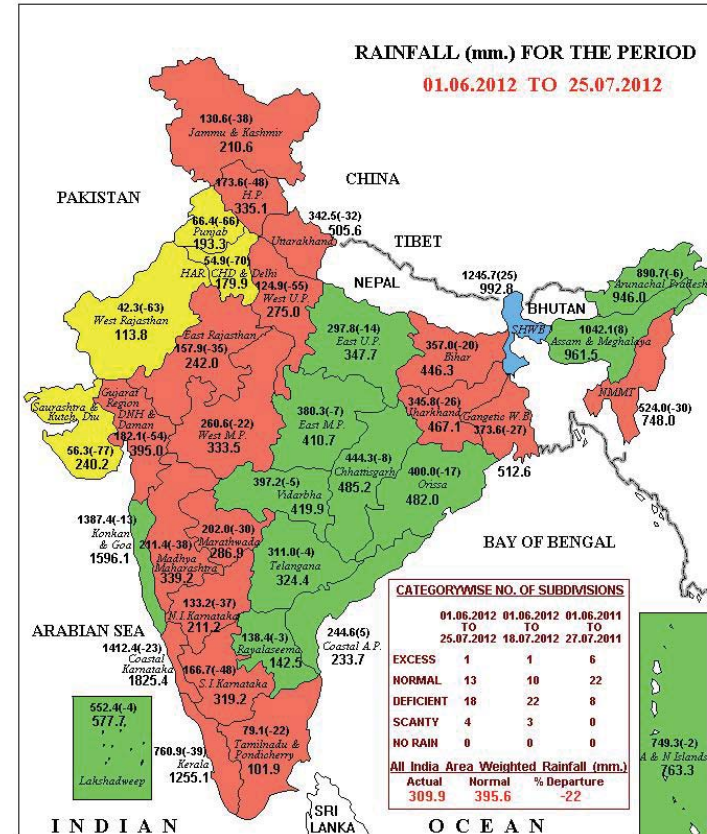 RAINFALL (mm.) FOR THE PERIOD
01.06.2012 TO 25.07.2012
130.6(-38)
Jammu & Kashmir
210.6
CHINA
173.6(-48)
H.P.
335.1
PAKISTAN
66.4(-66)
Punjab
193.3
342.5(-32)
505.6
Uttarakhand
TIBET
54.9(-70)
HAR. CHD & Delhi
179.9
NEPAL
124.9(-55)
West U.P.
275.0
1245.7(25)
992.8
890.7(-6)
Arunachal Pradesh
946.0
BHUTAN
SHWB
42.3(-63)
West Rajasthan
113.8
East Rajasthan
157.9(-35)
242.0
297.8(-14)
East U.P.
347.7
357.0(-20)
Bihar
446.3
1042.1(8)
Assam & Meghalaya
961.5
NMMT
524.0(-30)
748.0
Saurashtra &
Kutch, Diu
56.3(-77)
240.2
Gujarat
Region
DNH &
Daman
182.1(-54)
395.0
260.6(-22)
West M.P.
333.5
380.3(-7)
East M.P.
410.7
345.8(-26)
Jharkhand
467.1
Gangetic W.B.
373.6(-27)
512.6
444.3(-8)
Chhattisgarh
485.2
400.0(-17)
Orissa
482.0
397.2(-5)
Vidarbha
419.9
1387.4(-13)
Konkan
& Goa
1596.1
211.4(-38)
Madhya
Maharashtra
339.2
202.0(-30)
Marathwada
286.9
311.0(-4)
Telangana
324.4
BAY OF BENGAL
133.2(-37)
N.I.Karnataka
211.2
ARABIAN SEA
1412.4(-23)
Coastal
Karnataka
1825.4
138.4(-3)
Rayalaseema
142.5
244.6(5)
Coastal A.P.
233.7
166.7(-48)
S.I.Karnataka
319.2
552.4(-4)
577.7
Lakshadweep
760.9(-39)
Kerala
1255.1
79.1(-22)
Tamilnadu &
Pondicherry
101.9
749.3(-2)
A & N Islands
763.3
CATEGORYWISE NO. OF SUBDIVISIONS
01.06.2012 01.06.2012 01.06.2011
TO TO TO
25.07.2012 18.07.2012 27.07.2011
EXCESS 1 1 6
NORMAL 13 10 22
DEFICIENT 18 22 8
SCANTY 4 3 0
NO RAIN 0 0 0
All India Area Weighted Rainfall (mm.)
Actual Normal % Departure
309.9 395.6 -22
SRI
LANKA
INDIAN OCEAN